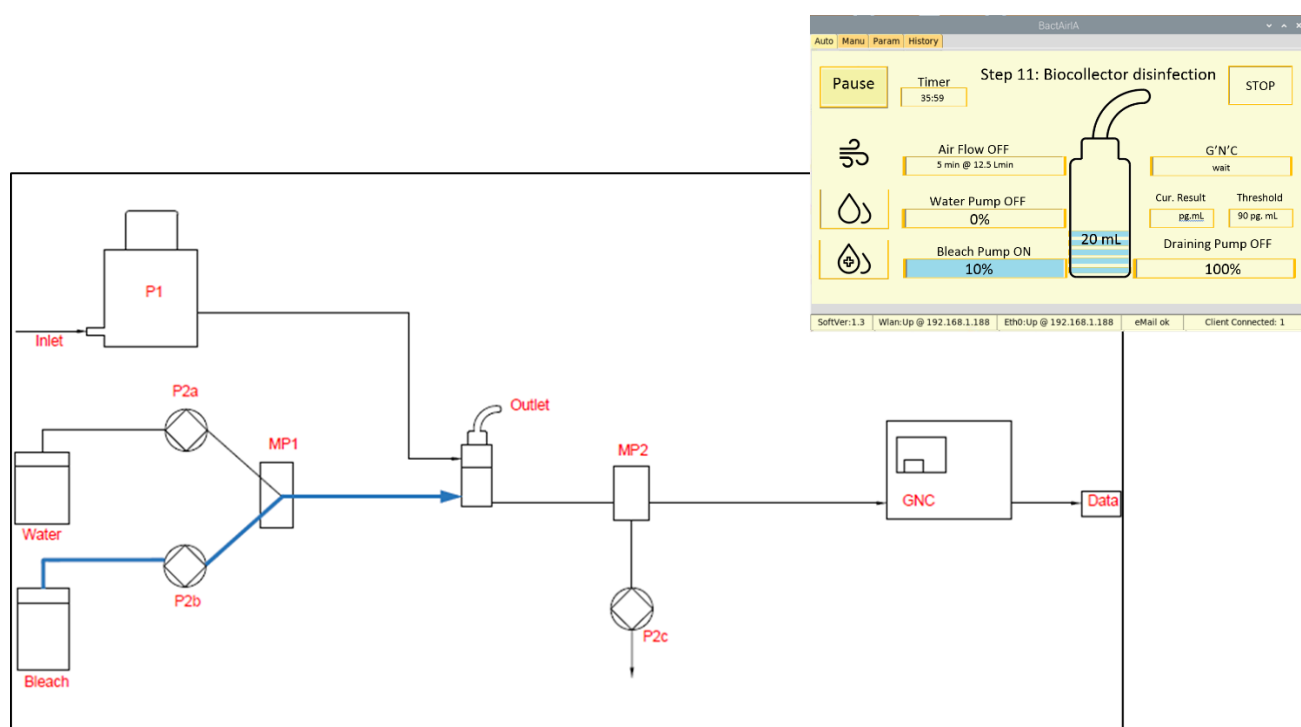 BactAirIA
Auto Manu Param History
Pause
Timer
35:59
Step 11: Biocollector disinfection
STOP
Air Flow OFF
5 min @ 12.5 Lmin
G'N'C
wait
Water Pump OFF
0%
Cur. Result
Threshold
pg.mL
90 pg. mL
20 mL
Bleach Pump ON
10%
Draining Pump OFF
100%
SoftVer:1.3 Wlan:Up @ 192.168.1.188 Eth0:Up @ 192.168.1.188 eMail ok Client Connected: 1
P1
Inlet
P2a
Outlet
MP1
MP2
Water
GNC
Data
P2b
P2c
Bleach